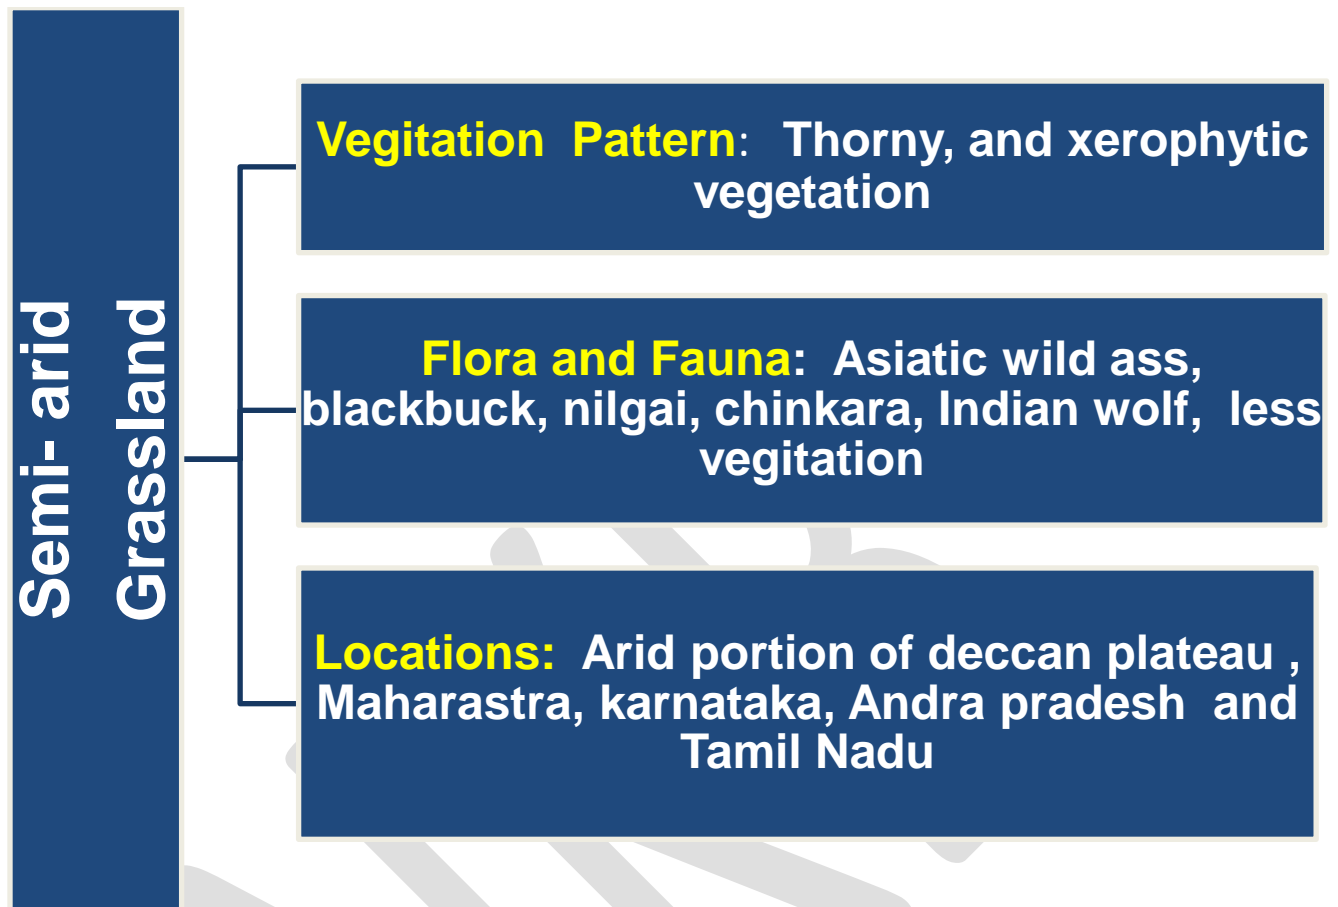 Semi- arid
Grassland
Vegitation Pattern: Thorny, and xerophytic
vegetation
Flora and Fauna: Asiatic wild ass,
blackbuck, nilgai, chinkara, Indian wolf, less
vegitation
Locations: Arid portion of deccan plateau ,
Maharastra, karnataka, Andra pradesh and
Tamil Nadu